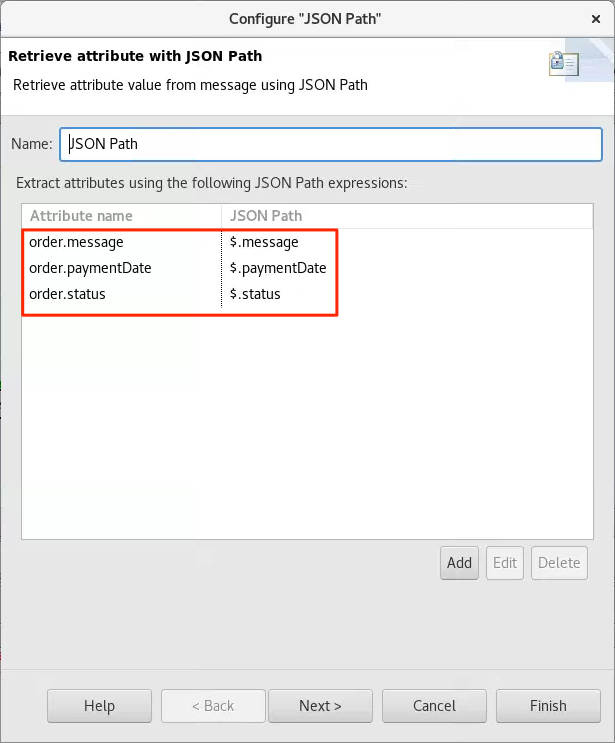 Configure "JSON Path"
×
Retrieve attribute with JSON Path
Retrieve attribute value from message using JSON Path
Name: JSON Path
Extract attributes using the following JSON Path expressions:
Attribute name JSON Path
order.message $.message
order.paymentDate $.paymentDate
order.status $.status
Add Edit Delete
Help < Back Next > Cancel Finish